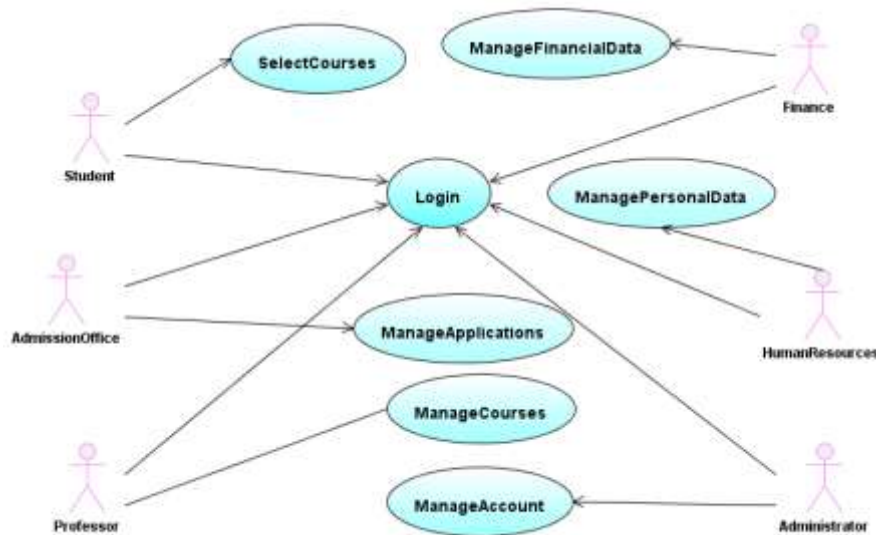 ManageFinancialData
SelectCourses
Finance
Student
Login
ManagePersonalData
AdmissionOffice
ManageApplications
HumanResources
ManageCourses
ManageAccount
Professor
Administrator